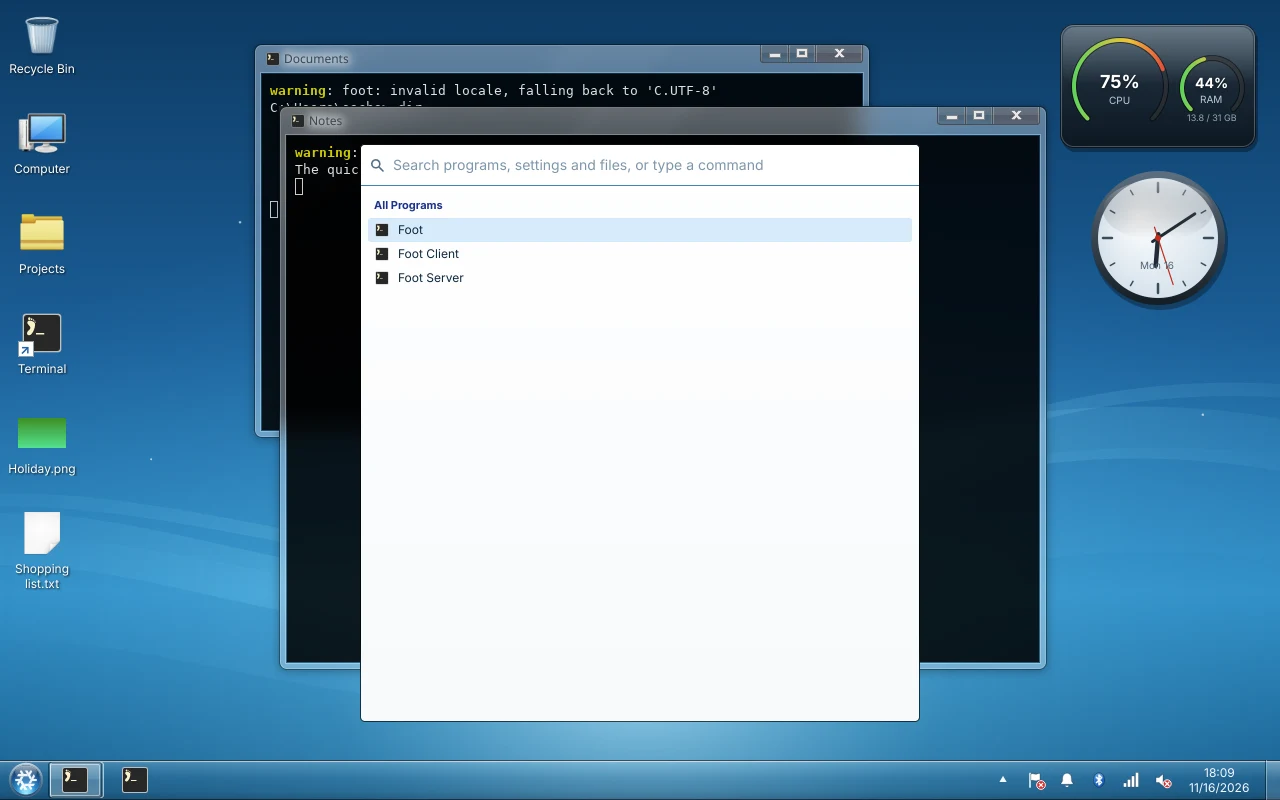 Recycle Bin
Computer
Projects
Terminal
Holiday.png
Shopping
list.txt
Documents
warning: foot: invalid locale, falling back to 'C.UTF-8'
Notes
warning:
The quic
Search programs, settings and files, or type a command
All Programs
Foot
Foot Client
Foot Server
75%
CPU
44%
RAM
13.8 / 31 GB
Mon 16
18:09
11/16/2026